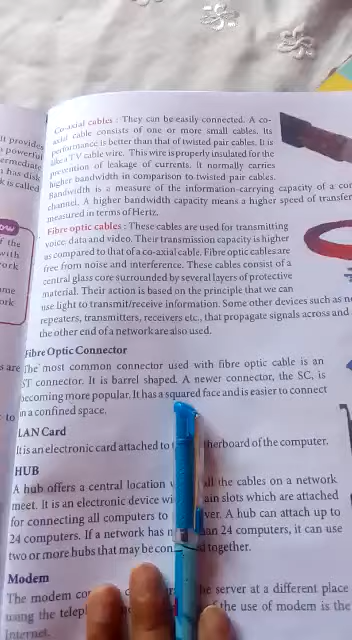 Co-axial cables : They can be easily connected. A co-
axial cable consists of one or more small cables. Its
performance is better than that of twisted pair cables. It is
like a TV cable wire. This wire is properly insulated for the
prevention of leakage of currents. It normally carries
higher bandwidth in comparison to twisted pair cables.
Bandwidth is a measure of the information-carrying capacity of a
channel. A higher bandwidth capacity means a higher speed of
measured in terms of Hertz.
Fibre optic cables : These cables are used for transmitting
voice data and video. Their transmission capacity is higher
as compared to that of a co-axial cable. Fibre optic cables are
free from noise and interference. These cables consist of a
central glass core surrounded by several layers of protective
material. Their action is based on the principle that we can
use light to transmit/receive information. Some other devices such as
repeaters, transmitters, receivers etc., that propagate signals across and
the other end of a network are also used.
Fibre Optic Connector
The most common connector used with fibre optic cable is an
ST connector. It is barrel shaped. A newer connector, the SC, is
becoming more popular. It has a squared face and is easier to connect
in a confined space.
LAN Card
It is an electronic card attached to therboard of the computer.
HUB
A hub offers a central location all the cables on a network
meet. It is an electronic device wi ain slots which are attached
for connecting all computers to ver. A hub can attach up to
24 computers. If a network has an 24 computers, it can use
two or more hubs that may be con d together.
Modem
The modem co he server at a different place
using the telep the use of modem is the
Internet.